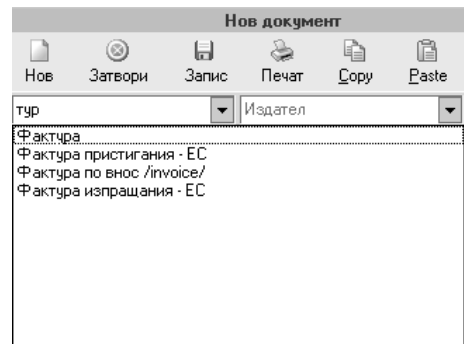 Нов документ
Нов Затвори Запис Печат Copy Paste
тур Издател
Фактура
Фактура пристигания - ЕС
Фактура по внос /invoice/
Фактура изпращания - ЕС